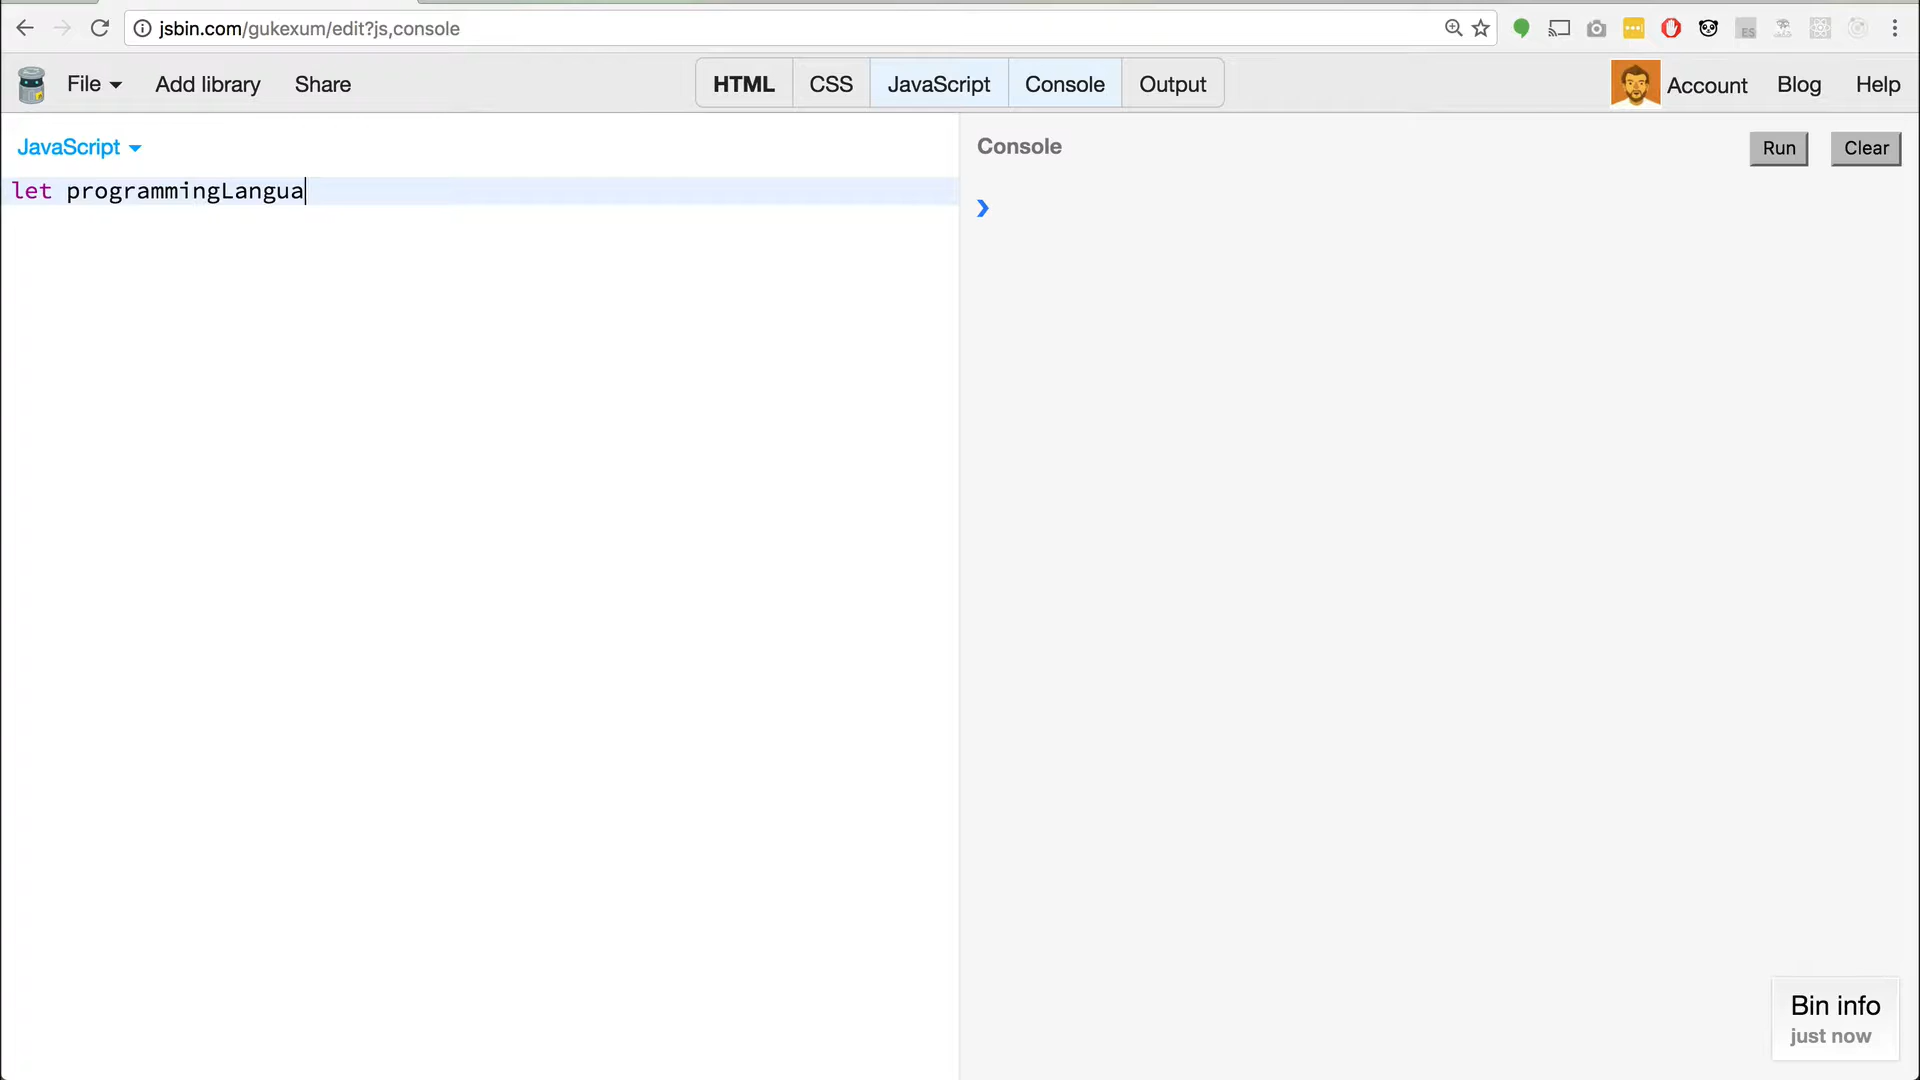 jsbin.com/gukexum/edit?js,console
File Add library Share HTML CSS JavaScript Console Output Account Blog Help
JavaScript
let programmingLangua
Console Run Clear
Bin info
just now